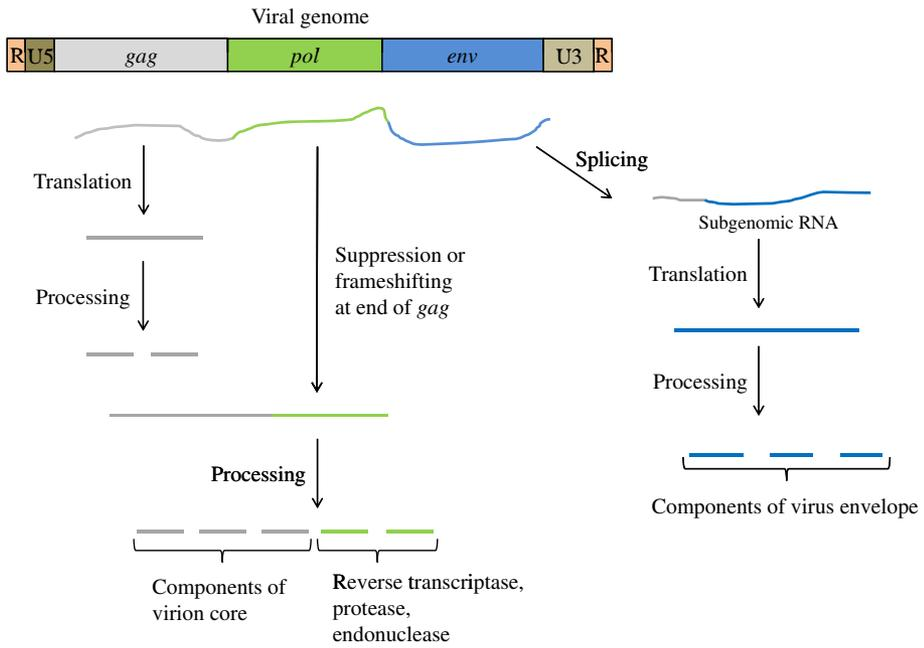 Viral genome
R U5 gag pol env U3 R
Splicing
Translation
Subgenomic RNA
Suppression or
frameshifting
at end of gag
Translation
Processing
Processing
Processing
Components of virus envelope
Components of
virion core
Reverse transcriptase,
protease,
endonuclease